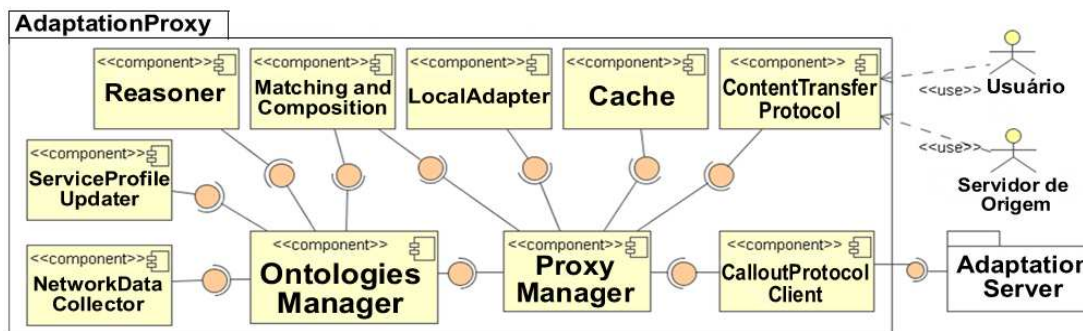 AdaptationProxy
<<component>>
Reasoner
<<component>>
Matching and
Composition
<<component>>
LocalAdapter
<<component>>
Cache
<<component>>
ContentTransfer
Protocol
<<use>>
Usuário
<<use>>
Servidor de
Origem
<<component>>
ServiceProfile
Updater
<<component>>
NetworkData
Collector
<<component>>
Ontologies
Manager
<<component>>
Proxy
Manager
<<component>>
CalloutProtocol
Client
Adaptation
Server